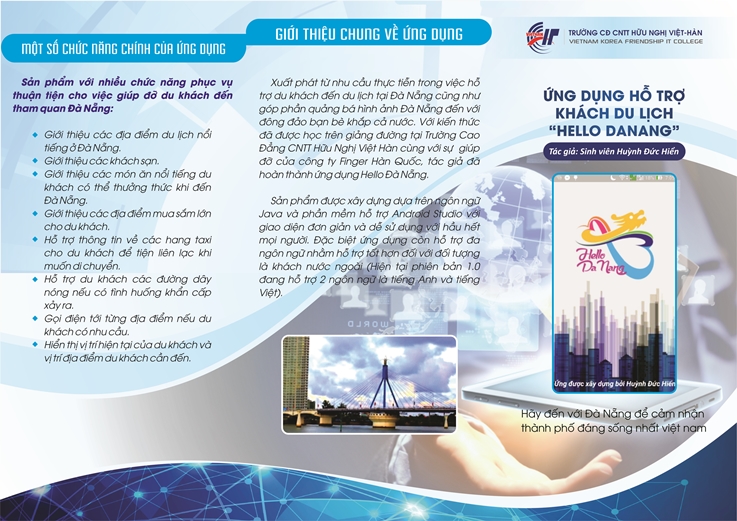 MỘT SỐ CHỨC NĂNG CHÍNH CỦA ỨNG DỤNG
Sản phẩm với nhiều chức năng phục vụ
thuận tiện cho việc giúp đỡ du khách đến
tham quan Đà Nẵng:
Giới thiệu các địa điểm du lịch nổi
tiếng ở Đà Nẵng.
Giới thiệu các khách sạn.
Giới thiệu các món ăn nổi tiếng du
khách có thể thưởng thức khi đến
Đà Nẵng.
Giới thiệu các địa điểm mua sắm lớn
cho du khách.
Hỗ trợ thông tin về các hang taxi
cho du khách để tiện liên lạc khi
muốn di chuyển.
Hỗ trợ du khách các đường dây
nóng nếu có tình huống khẩn cấp
xảy ra.
Gọi điện tới từng địa điểm nếu du
khách có nhu cầu.
Hiển thị vị trí hiện tại của du khách và
vị trí địa điểm du khách cần đến.
GIỚI THIỆU CHUNG VỀ ỨNG DỤNG
Xuất phát từ nhu cầu thực tiễn trong việc hỗ
trợ du khách đến du lịch tại Đà Nẵng cũng như
góp phần quảng bá hình ảnh Đà Nẵng đến với
đông đảo bạn bè khắp cả nước. Với kiến thức
đã được học trên giảng đường tại Trường Cao
Đẳng CNTT Hữu Nghị Việt Hàn cùng với sự giúp
đỡ của công ty Finger Hàn Quốc, tác giả đã
hoàn thành ứng dụng Hello Đà Nẵng.
Sản phẩm được xây dựng dựa trên ngôn ngữ
Java và phần mềm hỗ trợ Android Studio với
giao diện đơn giản và dễ sử dụng với hầu hết
mọi người. Đặc biệt ứng dụng còn hỗ trợ đa
ngôn ngữ nhằm hỗ trợ tốt hơn đối với đối tượng
là khách nước ngoài (Hiện tại phiên bản 1.0
đang hỗ trợ 2 ngôn ngữ là tiếng Anh và tiếng
Việt).
WORLD
TRƯỜNG CĐ CNTT HỮU NGHỊ VIỆT-HÀN
VIETNAM KOREA FRIENDSHIP IT COLLEGE
ỨNG DỤNG HỖ TRỢ
KHÁCH DU LỊCH
“HELLO DANANG”
Tác giả: Sinh viên Huỳnh Đức Hiển
Hello
Da Nang
Ứng được xây dựng bởi Huỳnh Đức Hiển
Hãy đến với Đà Nẵng để cảm nhận
thành phố đáng sống nhất việt nam